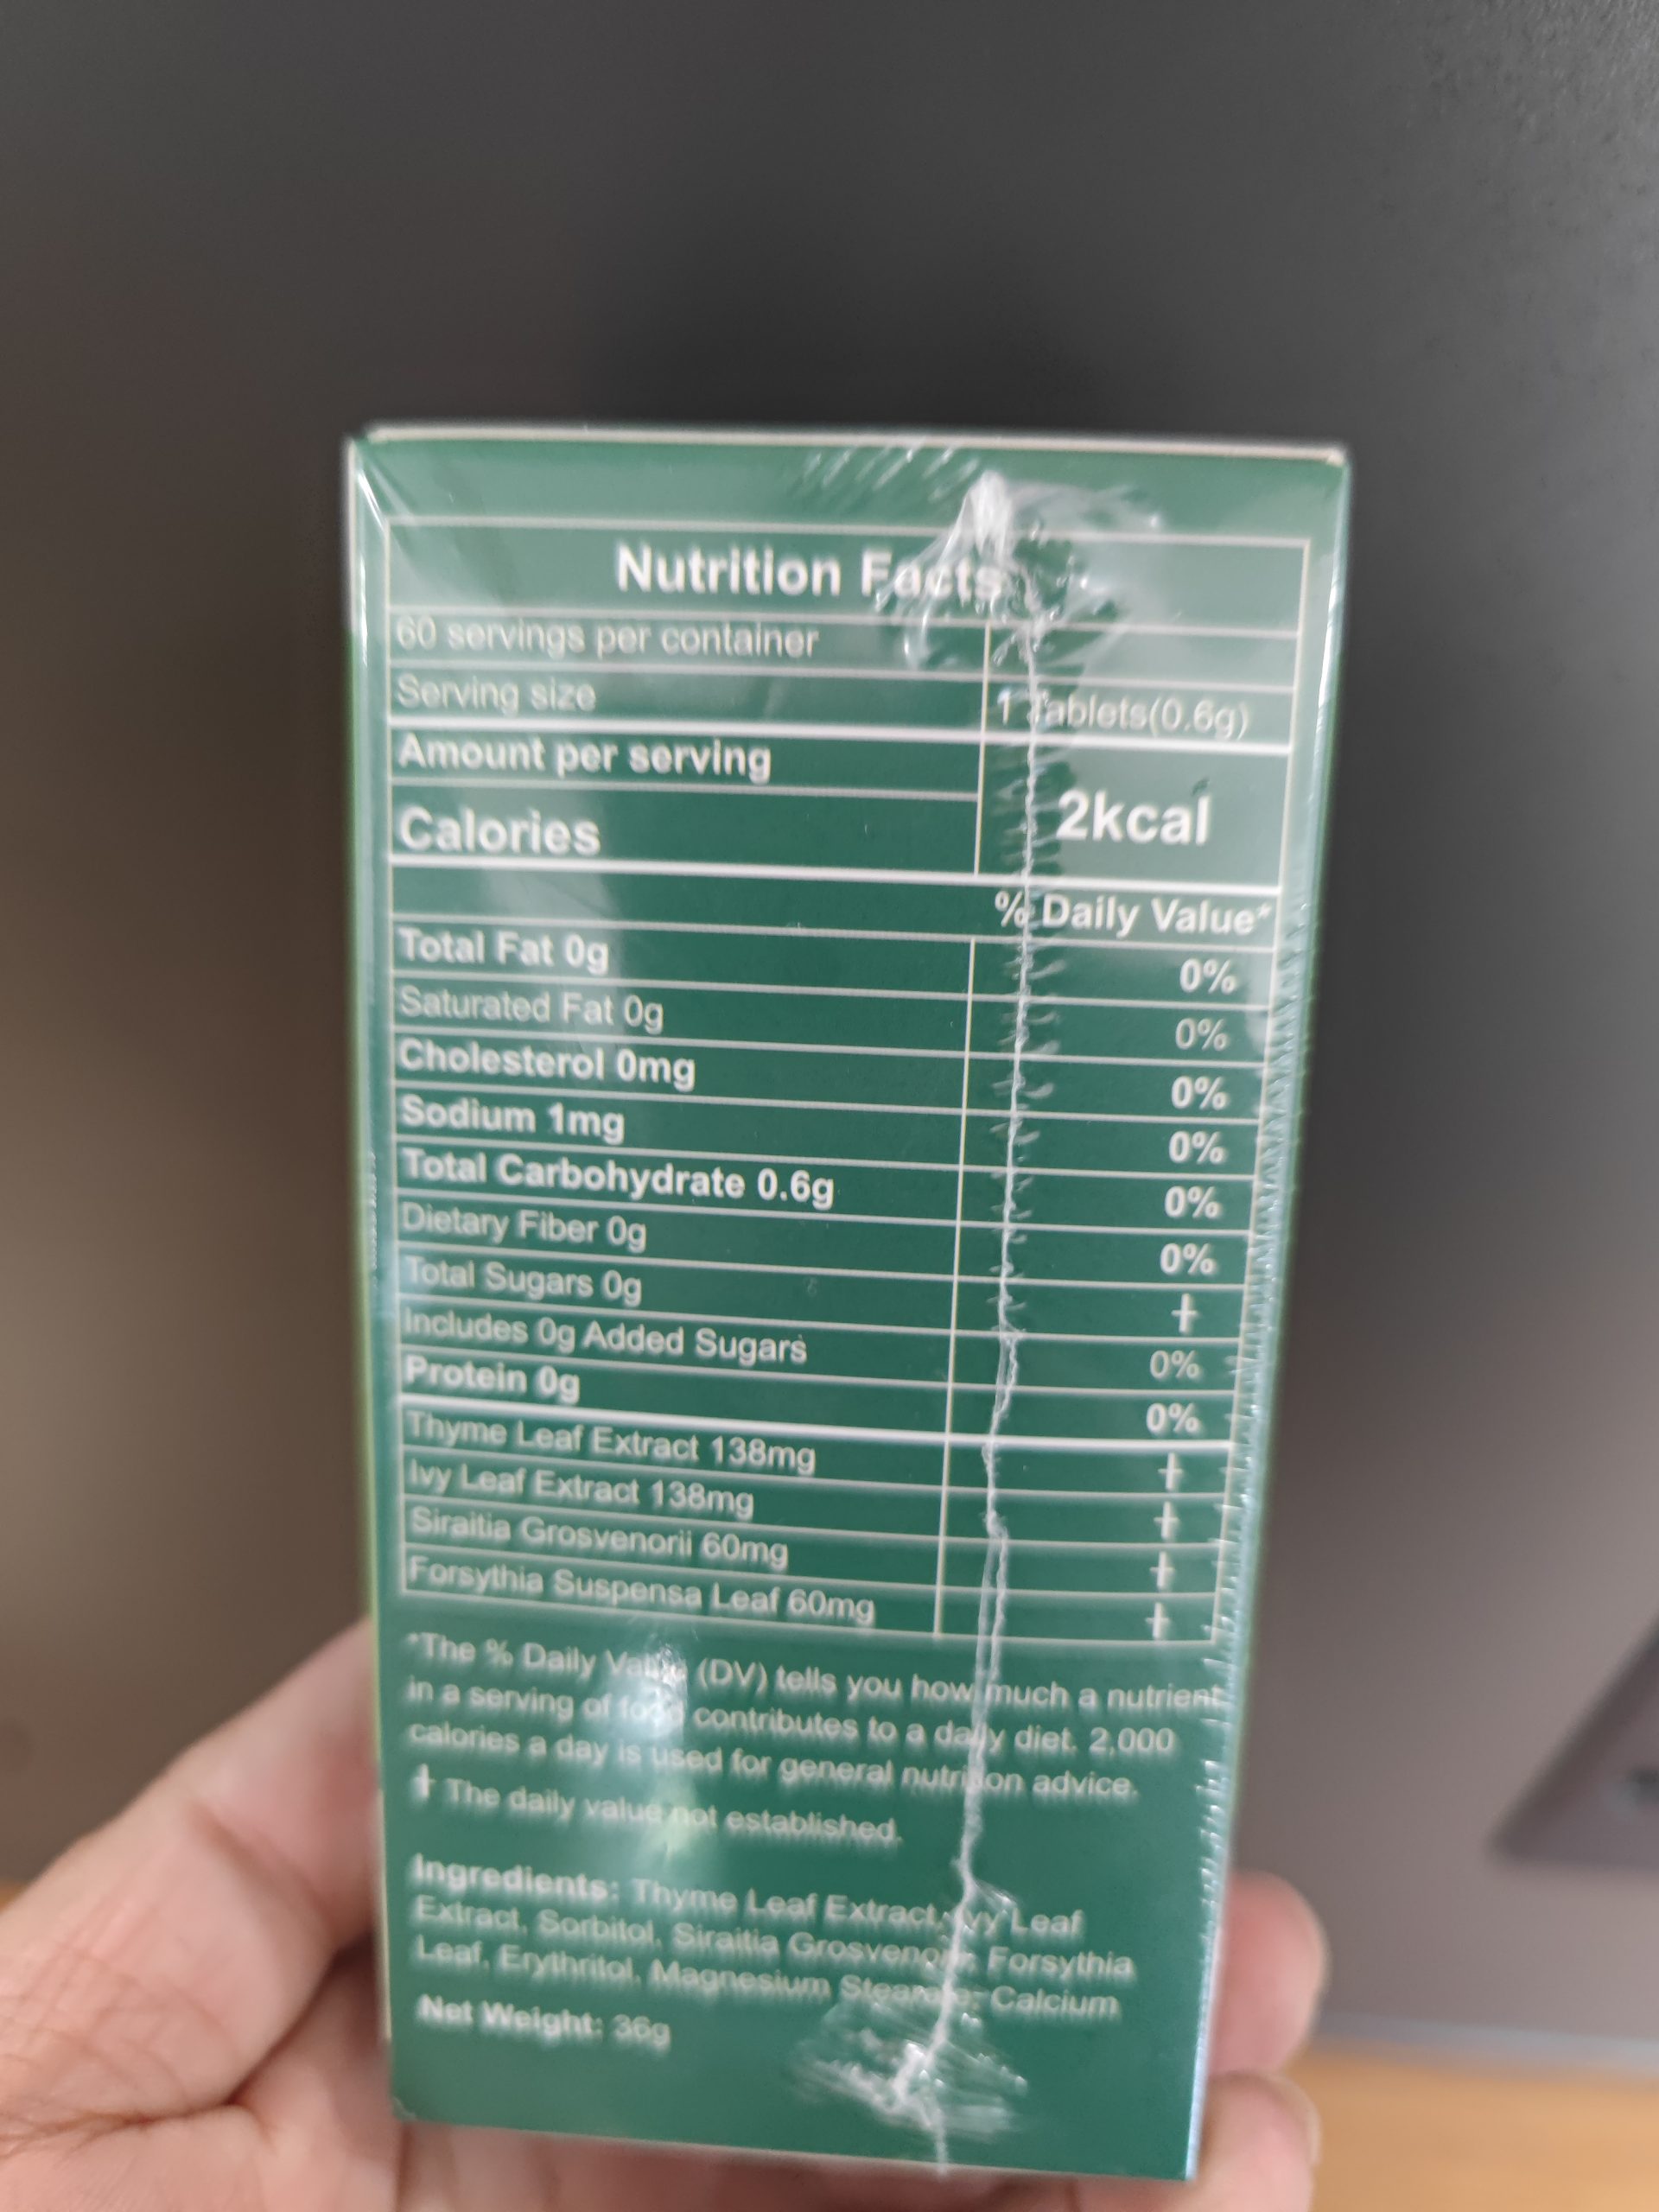 Nutrition Facts
60 servings per container
Serving size 1 Tablets(0.6g)
Amount per serving
Calories 2kcal
% Daily Value*
Total Fat 0g 0%
Saturated Fat 0g 0%
Cholesterol 0mg 0%
Sodium 1mg 0%
Total Carbohydrate 0.6g 0%
Dietary Fiber 0g 0%
Total Sugars 0g †
Includes 0g Added Sugars 0%
Protein 0g 0%
Thyme Leaf Extract 138mg †
Ivy Leaf Extract 138mg †
Siraitia Grosvenorii 60mg †
Forsythia Suspensa Leaf 60mg †
*The % Daily Value (DV) tells you how much a nutrient
in a serving of food contributes to a daily diet. 2,000
calories a day is used for general nutrition advice.
† The daily value not established.
Ingredients: Thyme Leaf Extract, Ivy Leaf
Extract, Sorbitol, Siraitia Forsythia
Leaf, Erythritol, Magnesium Calcium
Net Weight: 36g